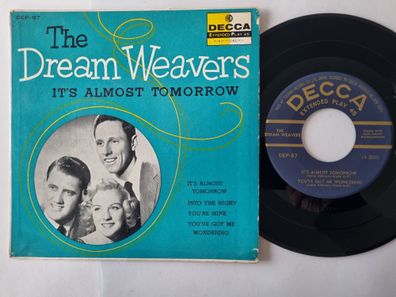 DEP-87
DECCA
EXTENDED PLAY 45
The
Dream Weavers
IT'S ALMOST TOMORROW
IT'S ALMOST
TOMORROW
INTO THE NIGHT
YOU'RE MINE
YOU'VE GOT ME
WONDERING
DECCA
EXTENDED PLAY 45
THE
DREAM WEAVERS
DEP-87
IT'S ALMOST TOMORROW
YOU'VE GOT ME WONDERING